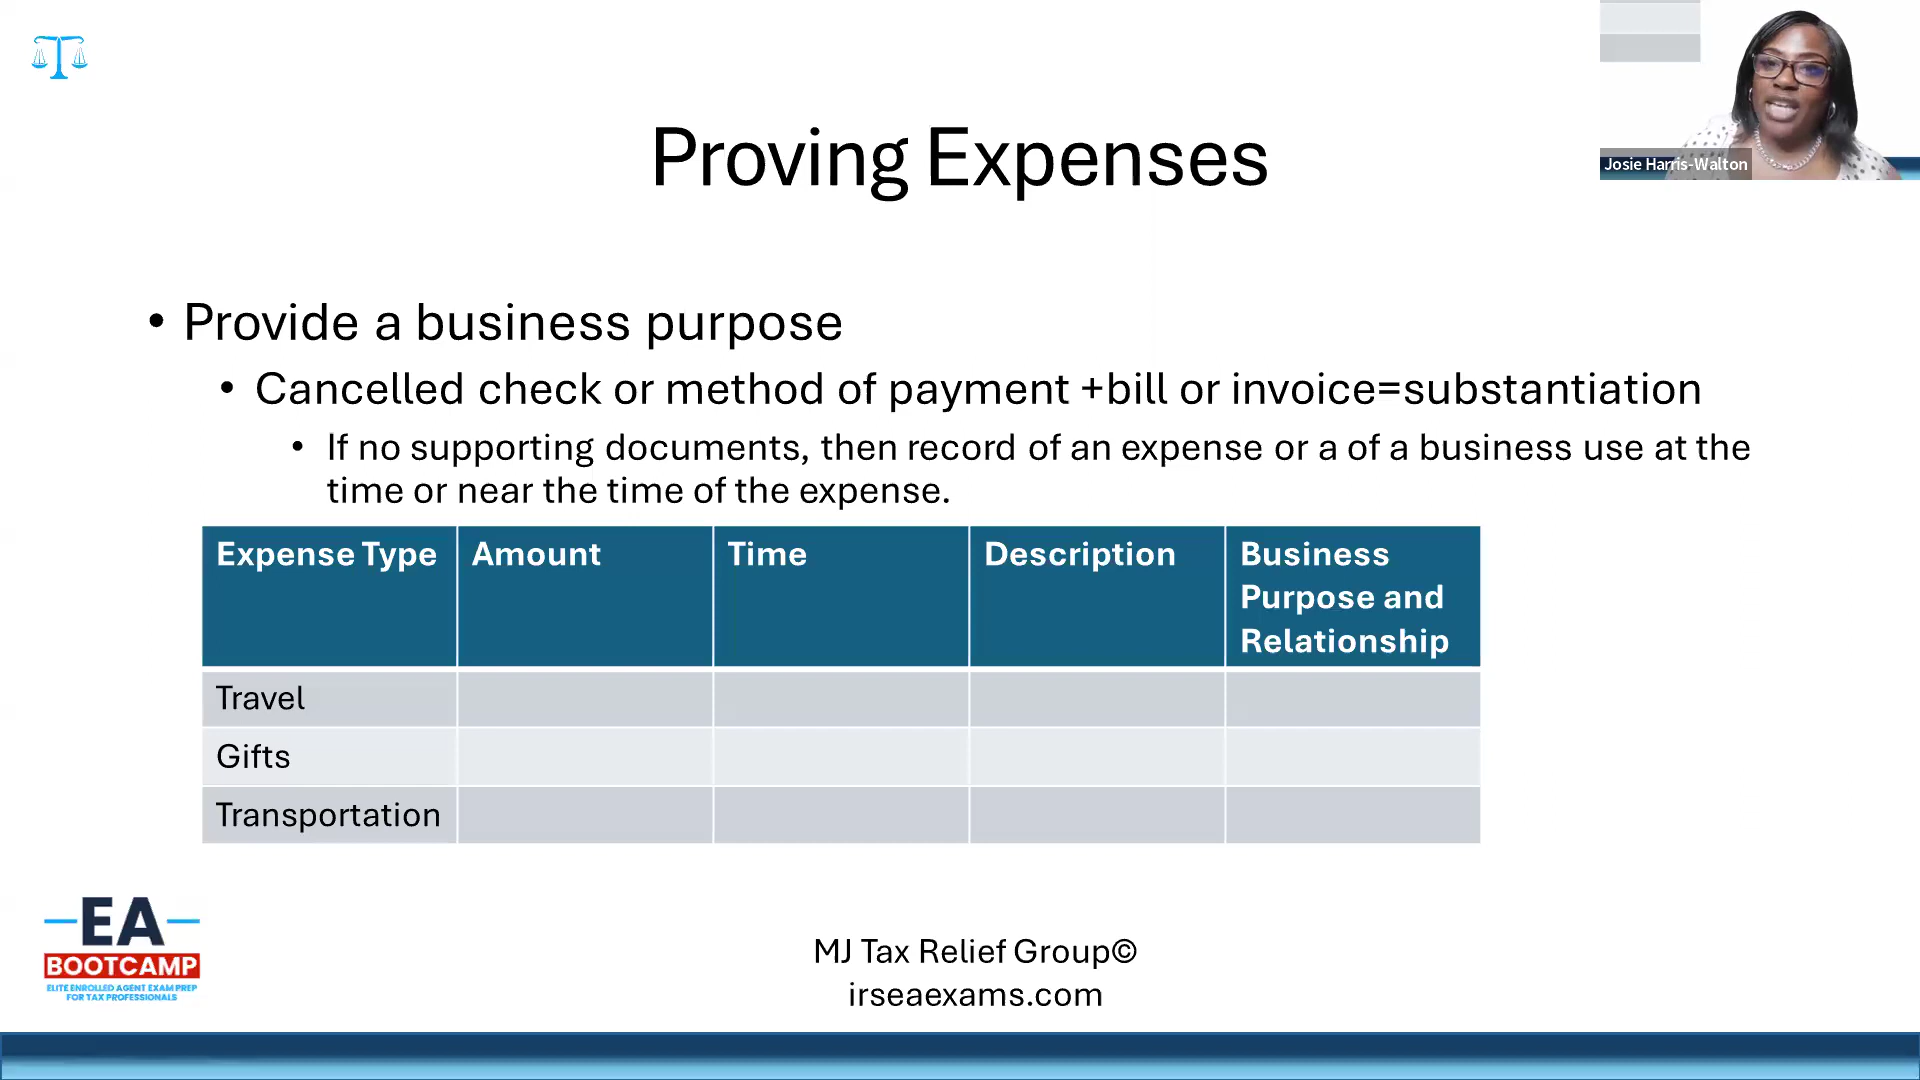 Josie Harris-Walton
Proving Expenses
• Provide a business purpose
• Cancelled check or method of payment +bill or invoice=substantiation
• If no supporting documents, then record of an expense or a of a business use at the
time or near the time of the expense.
Expense Type Amount Time Description Business
Purpose and
Relationship
Travel
Gifts
Transportation
EA
BOOTCAMP
ELITE ENROLLED AGENT EXAM PREP
FOR TAX PROFESSIONALS
MJ Tax Relief Group©
irseaexams.com